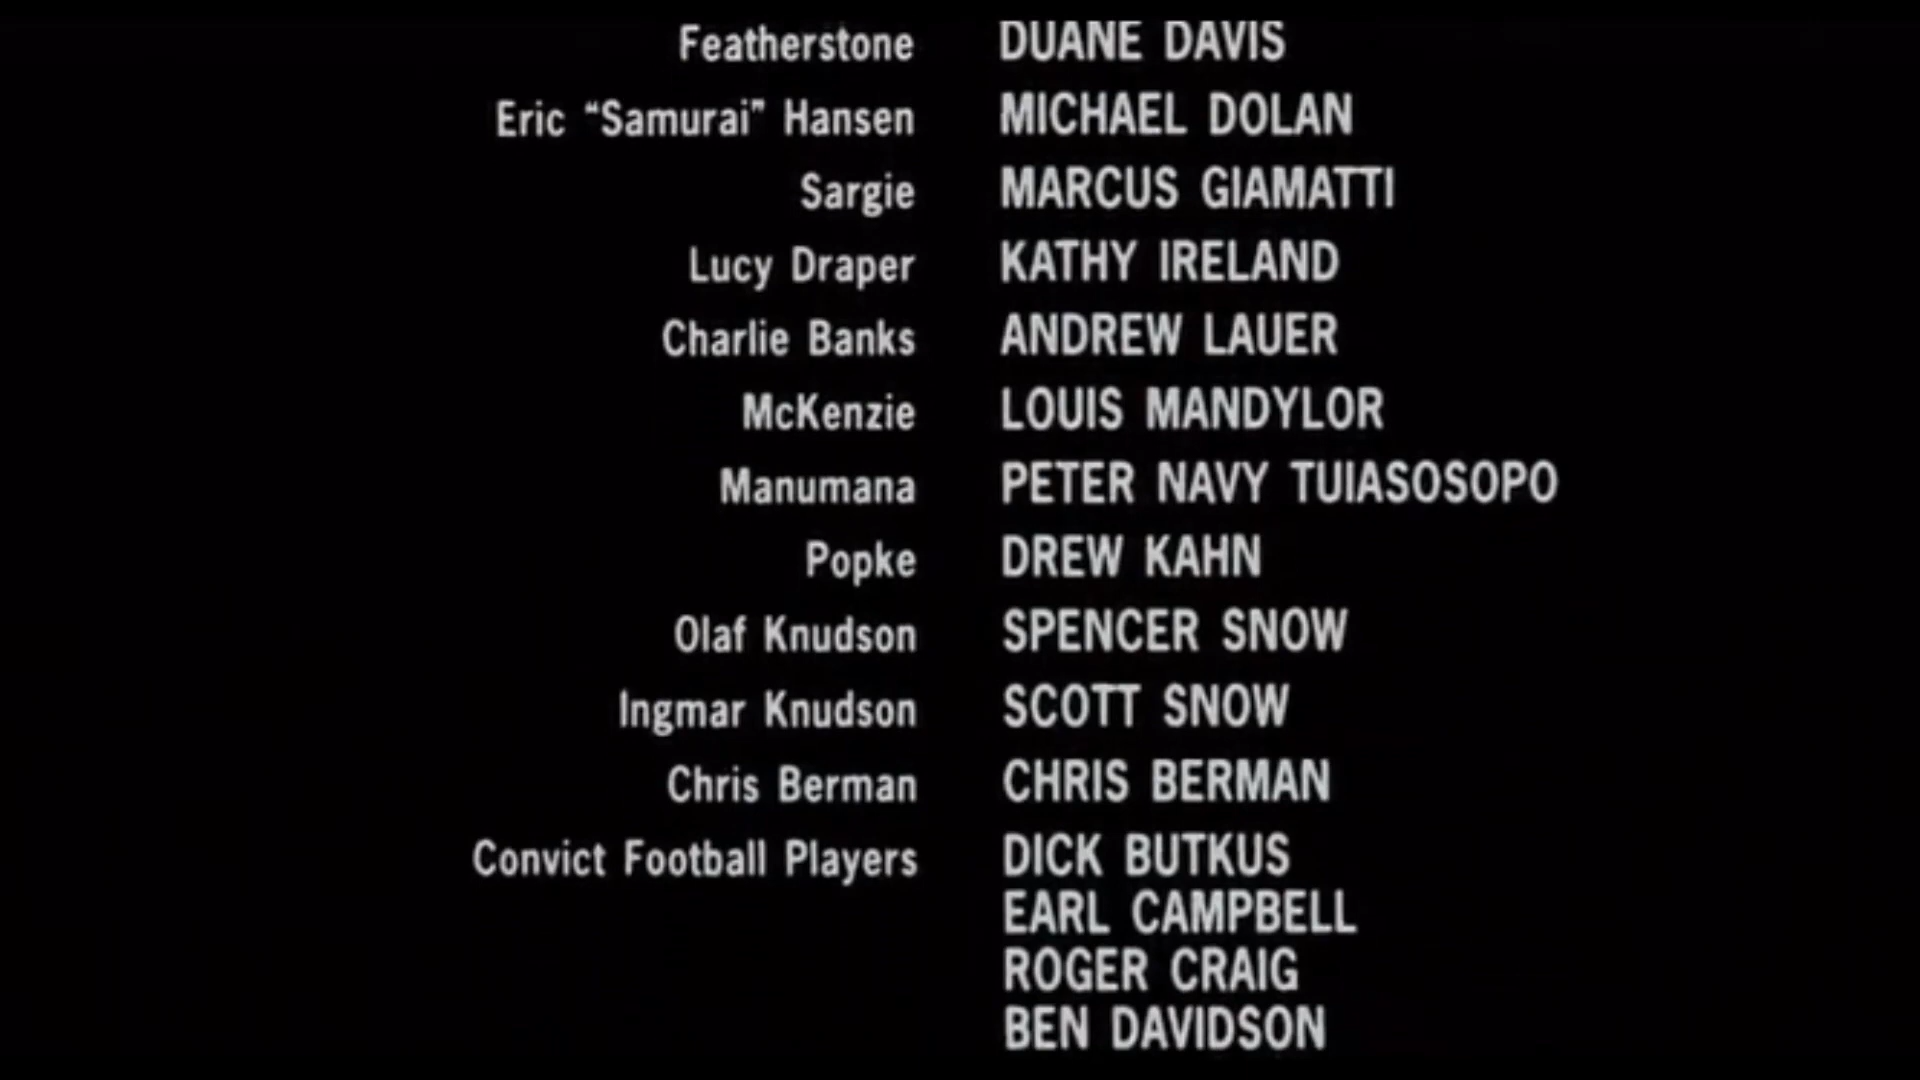 Featherstone DUANE DAVIS
Eric “Samurai” Hansen MICHAEL DOLAN
Sargie MARCUS GIAMATTI
Lucy Draper KATHY IRELAND
Charlie Banks ANDREW LAUER
McKenzie LOUIS MANDYLOR
Manumana PETER NAVY TUIASOSOPO
Popke DREW KAHN
Olaf Knudson SPENCER SNOW
Ingmar Knudson SCOTT SNOW
Chris Berman CHRIS BERMAN
Convict Football Players DICK BUTKUS
EARL CAMPBELL
ROGER CRAIG
BEN DAVIDSON